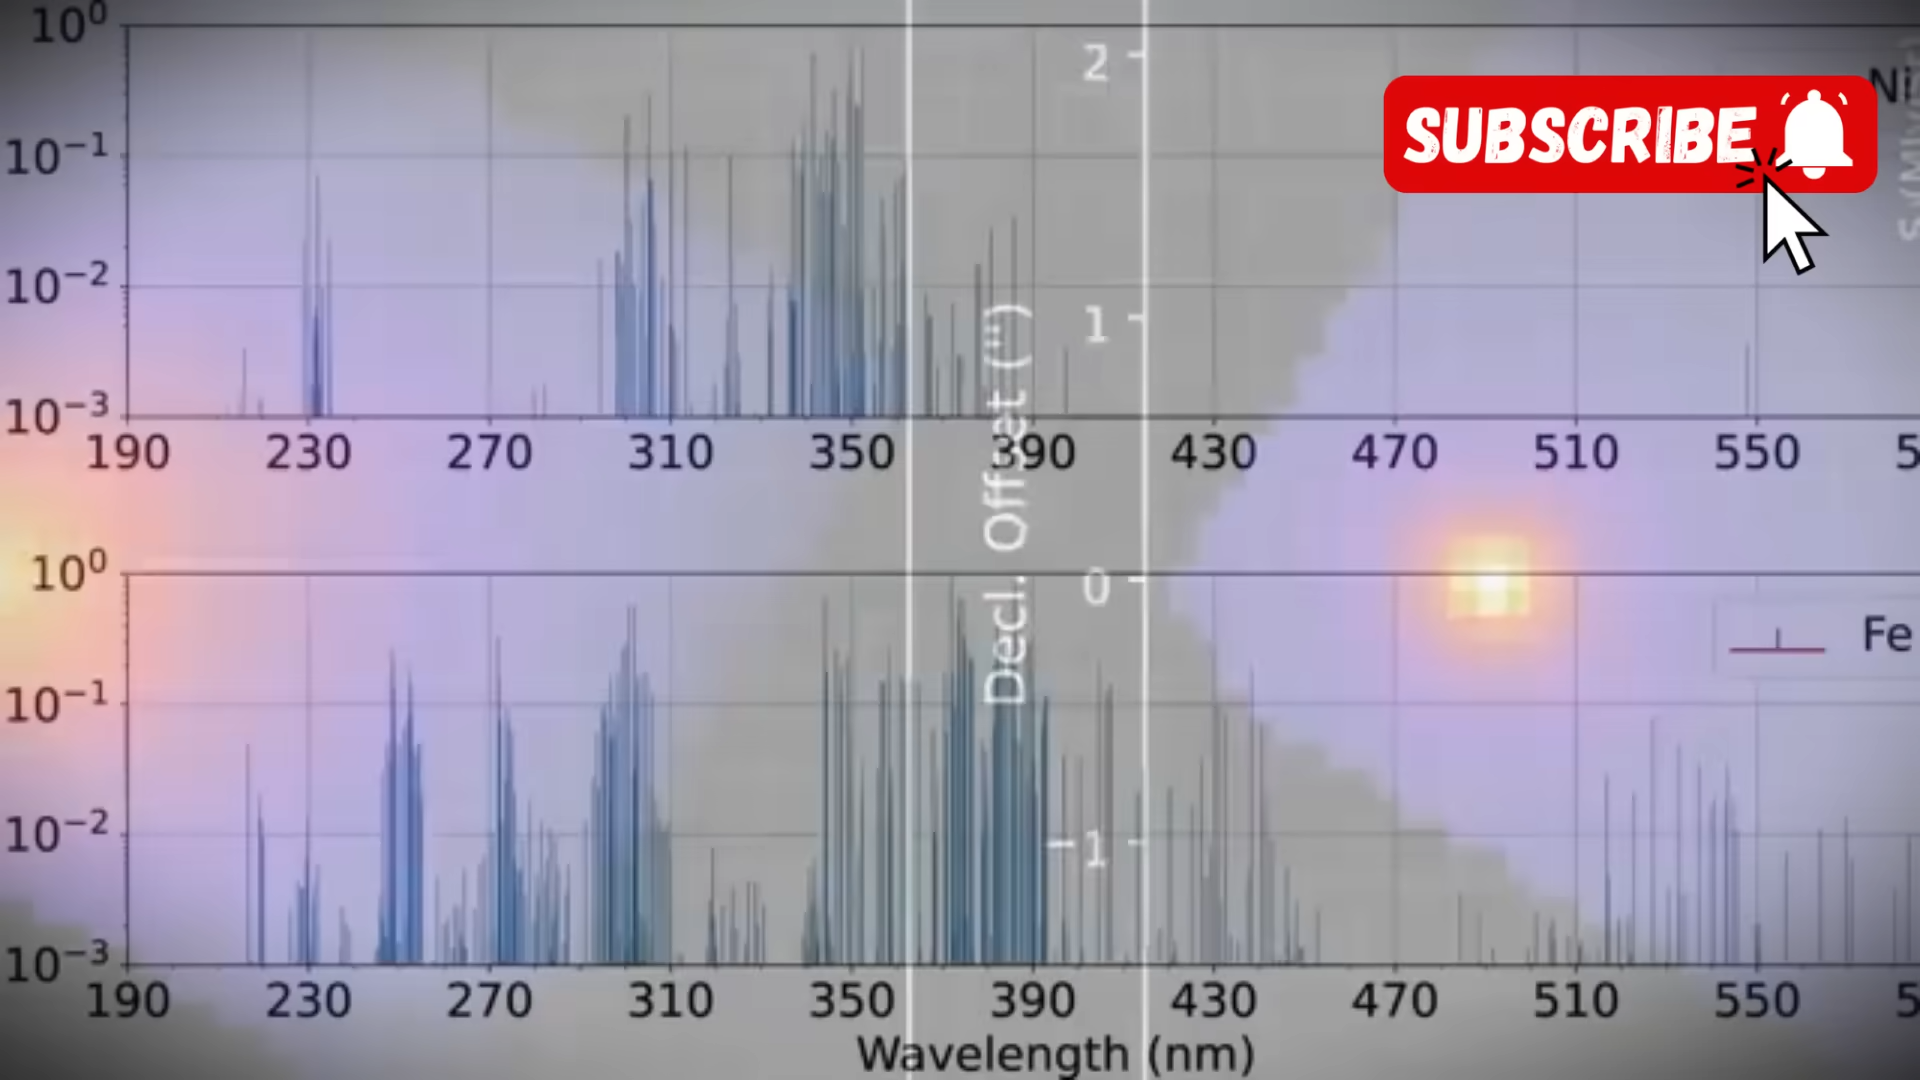 10⁰
2
Ni
SUBSCRIBE
10⁻¹
10⁻²
1
10⁻³
190 230 270 310 350 390 430 470 510 550
Decl. Offset (")
10⁰
0
Fe
10⁻¹
10⁻²
−1
10⁻³
190 230 270 310 350 390 430 470 510 550
Wavelength (nm)